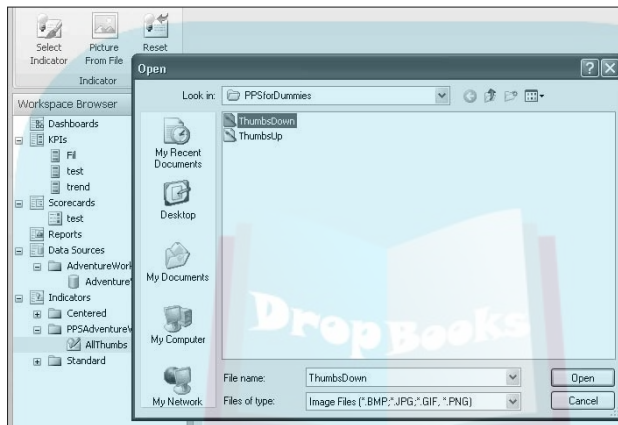 Select Indicator
Picture From File
Reset
Indicator
Workspace Browser
Dashboards
KPIs
Fil
test
trend
Scorecards
test
Reports
Data Sources
AdventureWork
Adventure
Indicators
Centered
PPSAdventureW
AllThumbs
Standard
Open
Look in:
PPSforDummies
My Recent Documents
Desktop
My Documents
My Computer
My Network
ThumbsDown
ThumbsUp
File name:
ThumbsDown
Open
Files of type:
Image Files (*.BMP;*.JPG;*.GIF, *.PNG)
Cancel
DropBooks